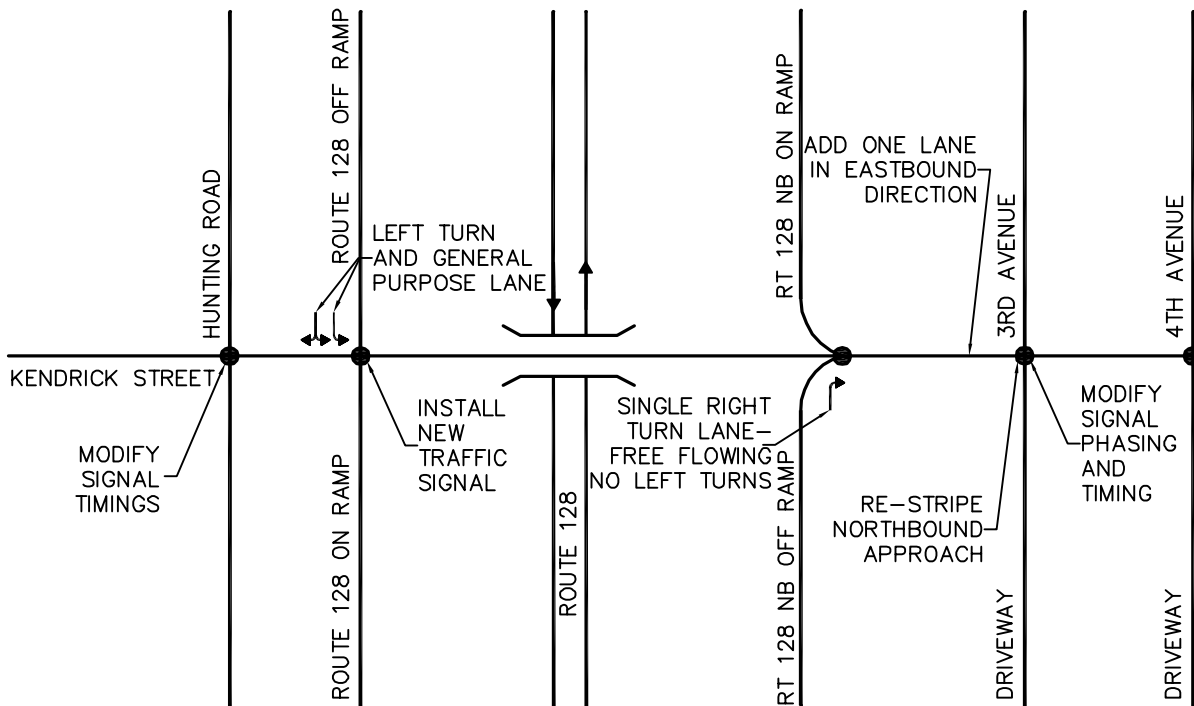 HUNTING ROAD
ROUTE 128 OFF RAMP
LEFT TURN
AND GENERAL
PURPOSE LANE
RT 128 NB ON RAMP
ADD ONE LANE
IN EASTBOUND
DIRECTION
3RD AVENUE
4TH AVENUE
KENDRICK STREET
MODIFY
SIGNAL
TIMINGS
INSTALL
NEW
TRAFFIC
SIGNAL
ROUTE 128 ON RAMP
ROUTE 128
SINGLE RIGHT
TURN LANE-
FREE FLOWING
NO LEFT TURNS
RT 128 NB OFF RAMP
RE-STRIPE
NORTHBOUND
APPROACH
MODIFY
SIGNAL
PHASING
AND
TIMING
DRIVEWAY
DRIVEWAY